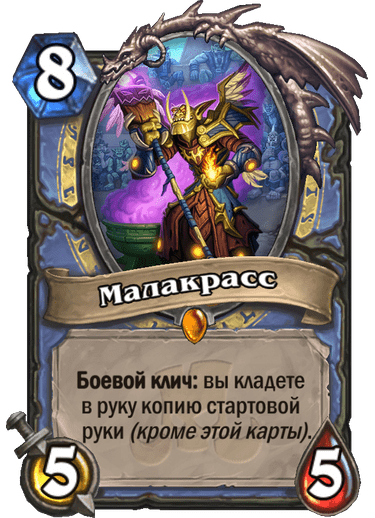 8
Малакрасс
Боевой клич: вы кладете
в руку копию стартовой
руки (кроме этой карты).
5
5